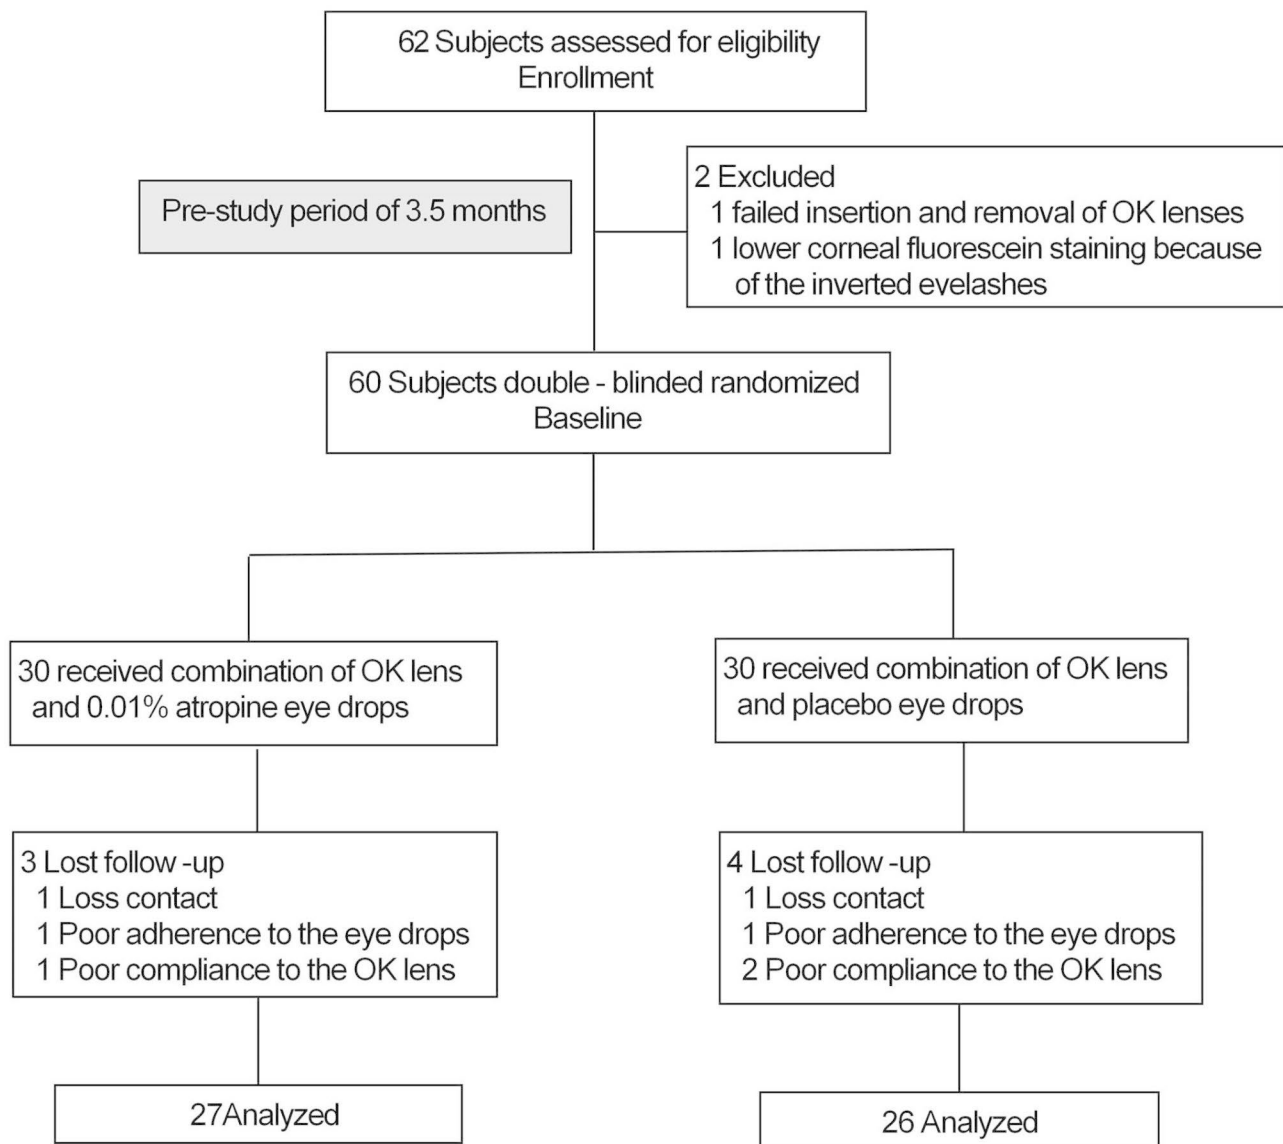 62 Subjects assessed for eligibility
Enrollment
Pre-study period of 3.5 months
2 Excluded
1 failed insertion and removal of OK lenses
1 lower corneal fluorescein staining because
of the inverted eyelashes
60 Subjects double - blinded randomized
Baseline
30 received combination of OK lens
and 0.01% atropine eye drops
30 received combination of OK lens
and placebo eye drops
3 Lost follow -up
1 Loss contact
1 Poor adherence to the eye drops
1 Poor compliance to the OK lens
4 Lost follow -up
1 Loss contact
1 Poor adherence to the eye drops
2 Poor compliance to the OK lens
27Analyzed
26 Analyzed